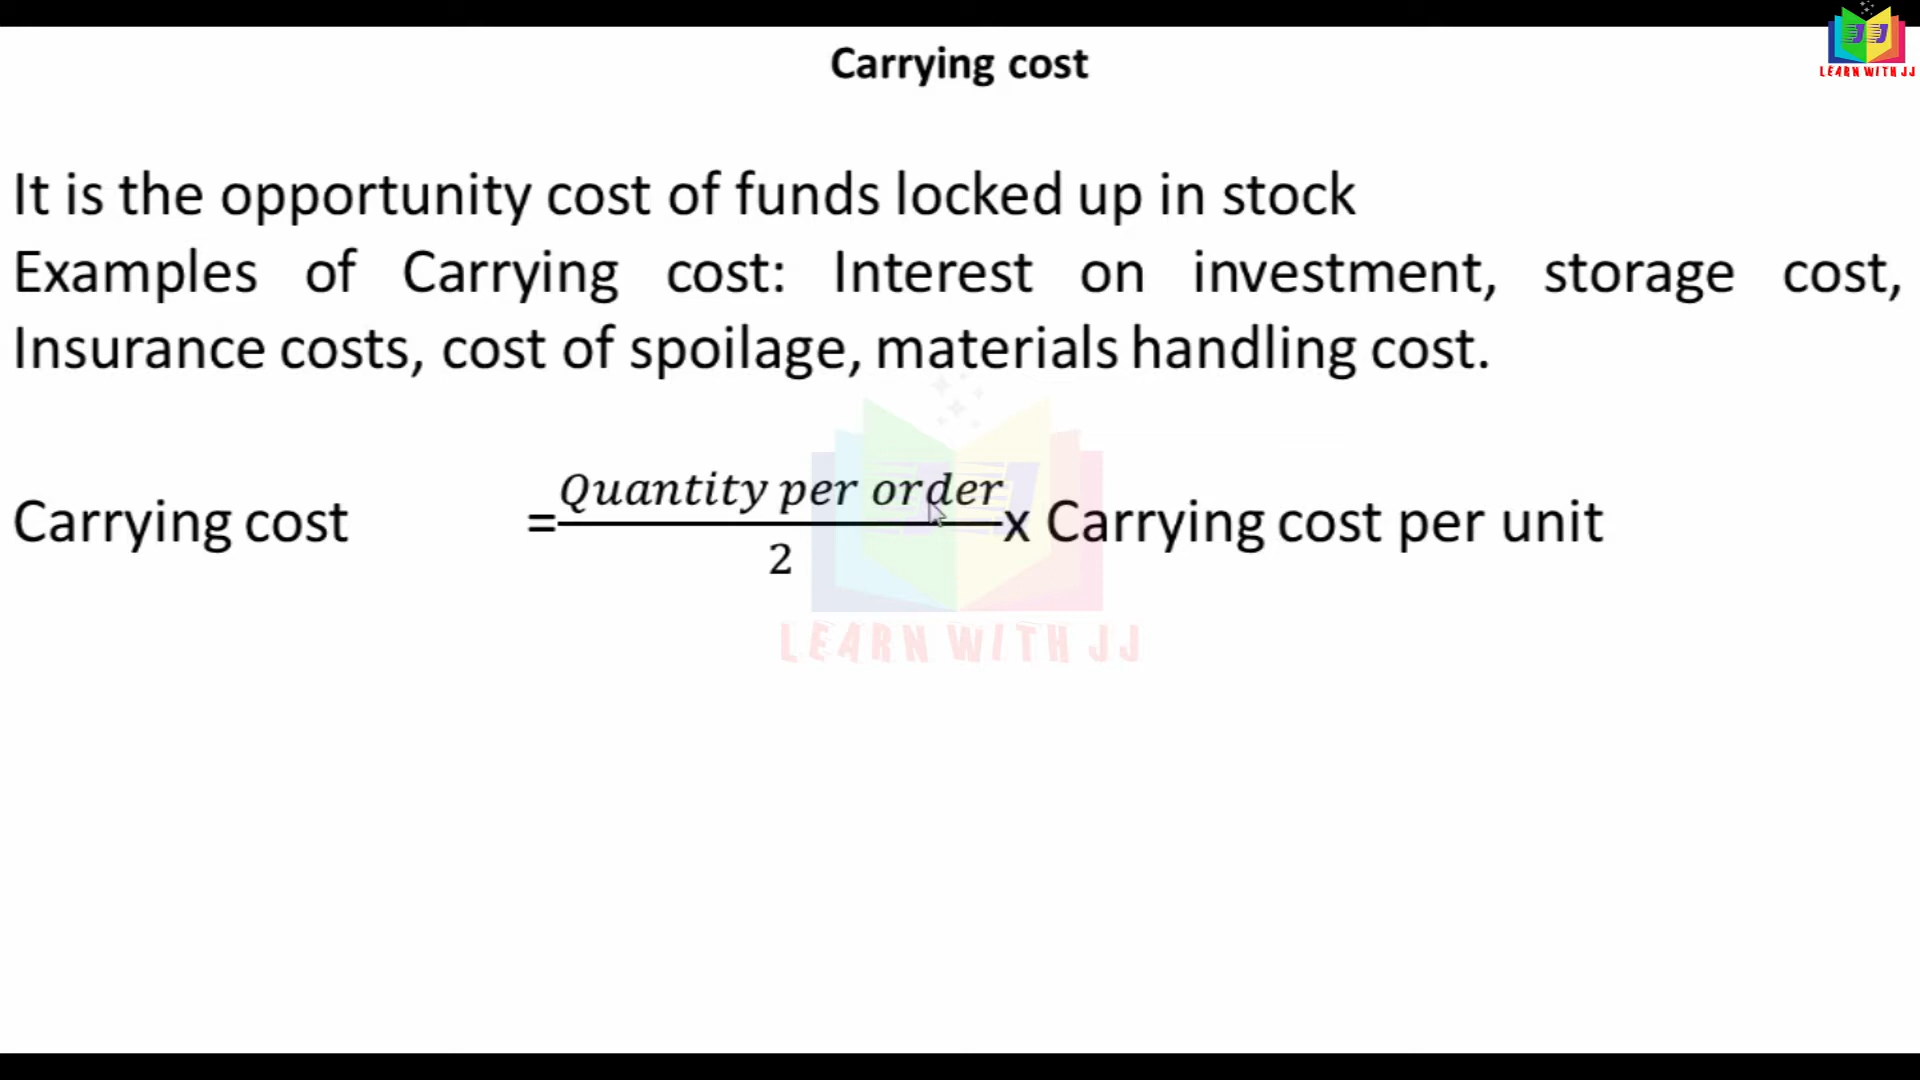 Carrying cost
JJ
LEARN WITH JJ
It is the opportunity cost of funds locked up in stock
Examples of Carrying cost: Interest on investment, storage cost,
Insurance costs, cost of spoilage, materials handling cost.
Carrying cost = Quantity per order / 2 x Carrying cost per unit
JJ
LEARN WITH JJ